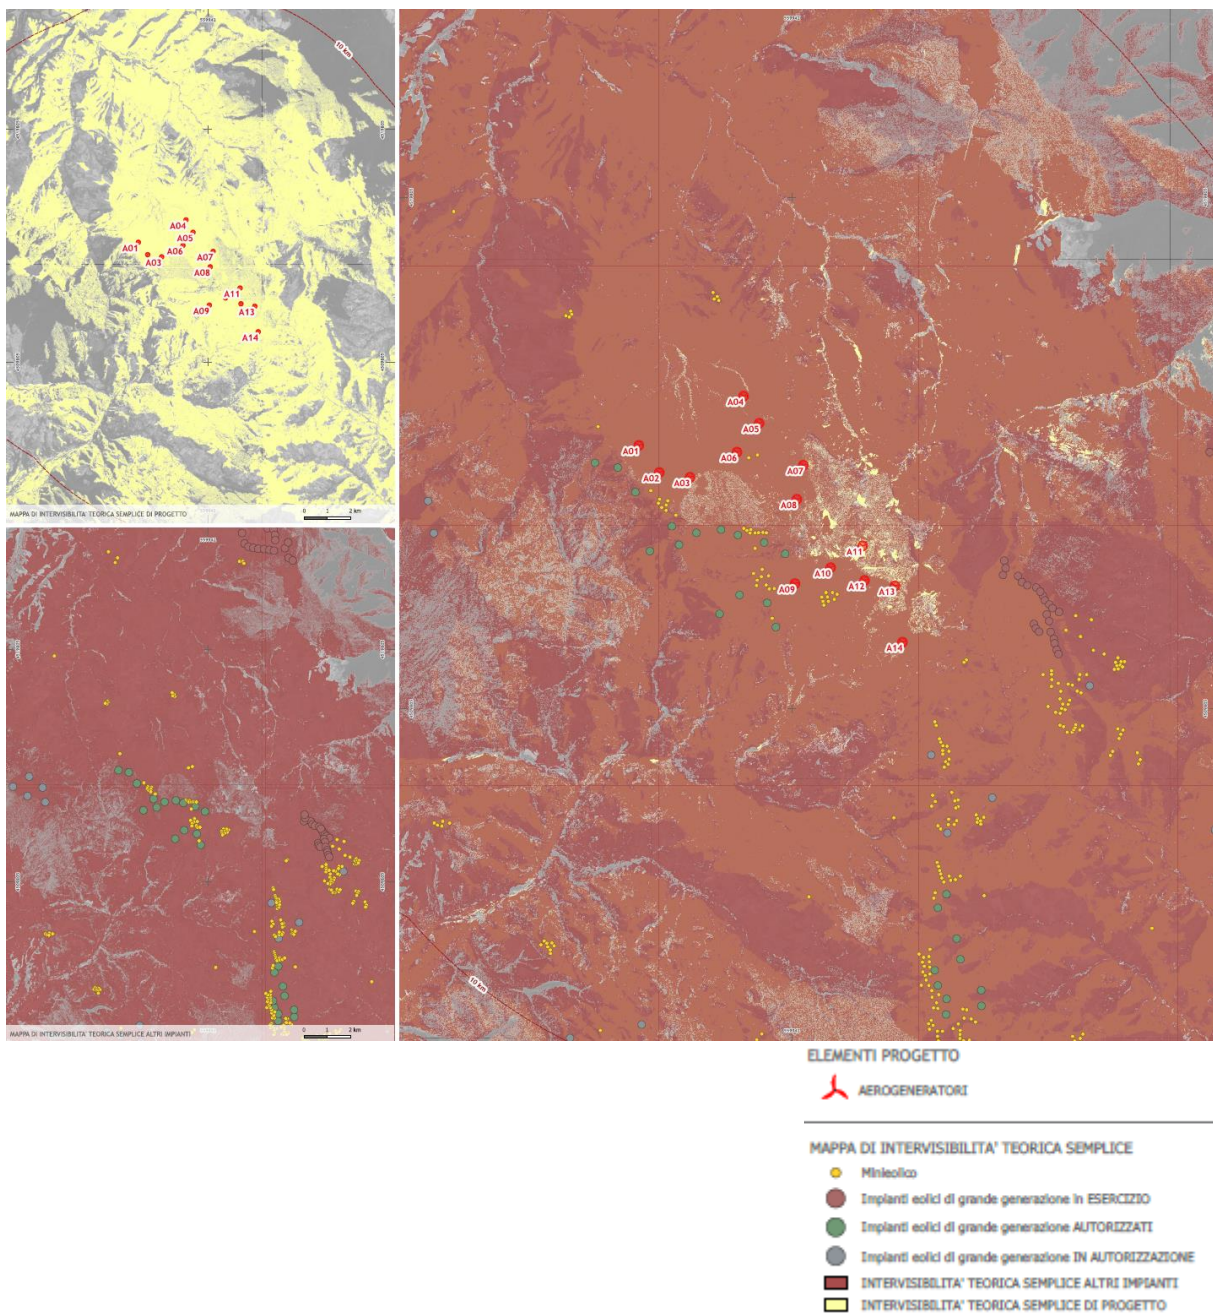 10 km
A04
A05
A01
A06
A07
A03
A08
A11
A09
A13
A14
MAPPA DI INTERVISIBILITA' TEORICA SEMPLICE DI PROGETTO
0 1 2 km
A04
A05
A01
A06
A07
A02
A03
A08
A11
A10
A12
A09
A13
A14
10 km
MAPPA DI INTERVISIBILITA' TEORICA SEMPLICE ALTRI IMPIANTI
0 1 2 km
ELEMENTI PROGETTO
AEROGENERATORI
MAPPA DI INTERVISIBILITA' TEORICA SEMPLICE
Minieolico
Impianti eolici di grande generazione in ESERCIZIO
Impianti eolici di grande generazione AUTORIZZATI
Impianti eolici di grande generazione IN AUTORIZZAZIONE
INTERVISIBILITA' TEORICA SEMPLICE ALTRI IMPIANTI
INTERVISIBILITA' TEORICA SEMPLICE DI PROGETTO